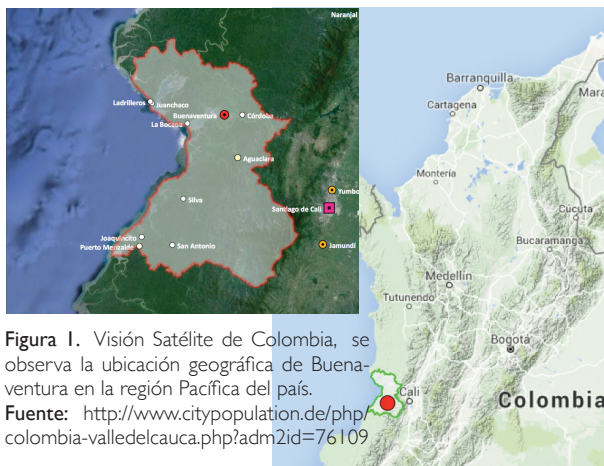 Naranjal
Ladrilleros
Juanchaco
Buenaventura
Córdoba
La Bocana
Aguaclara
Yumbo
Silva
Santiago de Cali
Joaquincito
Puerto Merizalde
San Antonio
Jamundí
Barranquilla
Cartagena
Mara
Montería
Cúcuta
Bucaramanga
Medellín
Tutunendo
Bogotá
Cali
Colombia
Figura 1. Visión Satélite de Colombia, se
observa la ubicación geográfica de Buena-
ventura en la región Pacífica del país.
Fuente: http://www.citypopulation.de/php/
colombia-valledelcauca.php?adm2id=76109